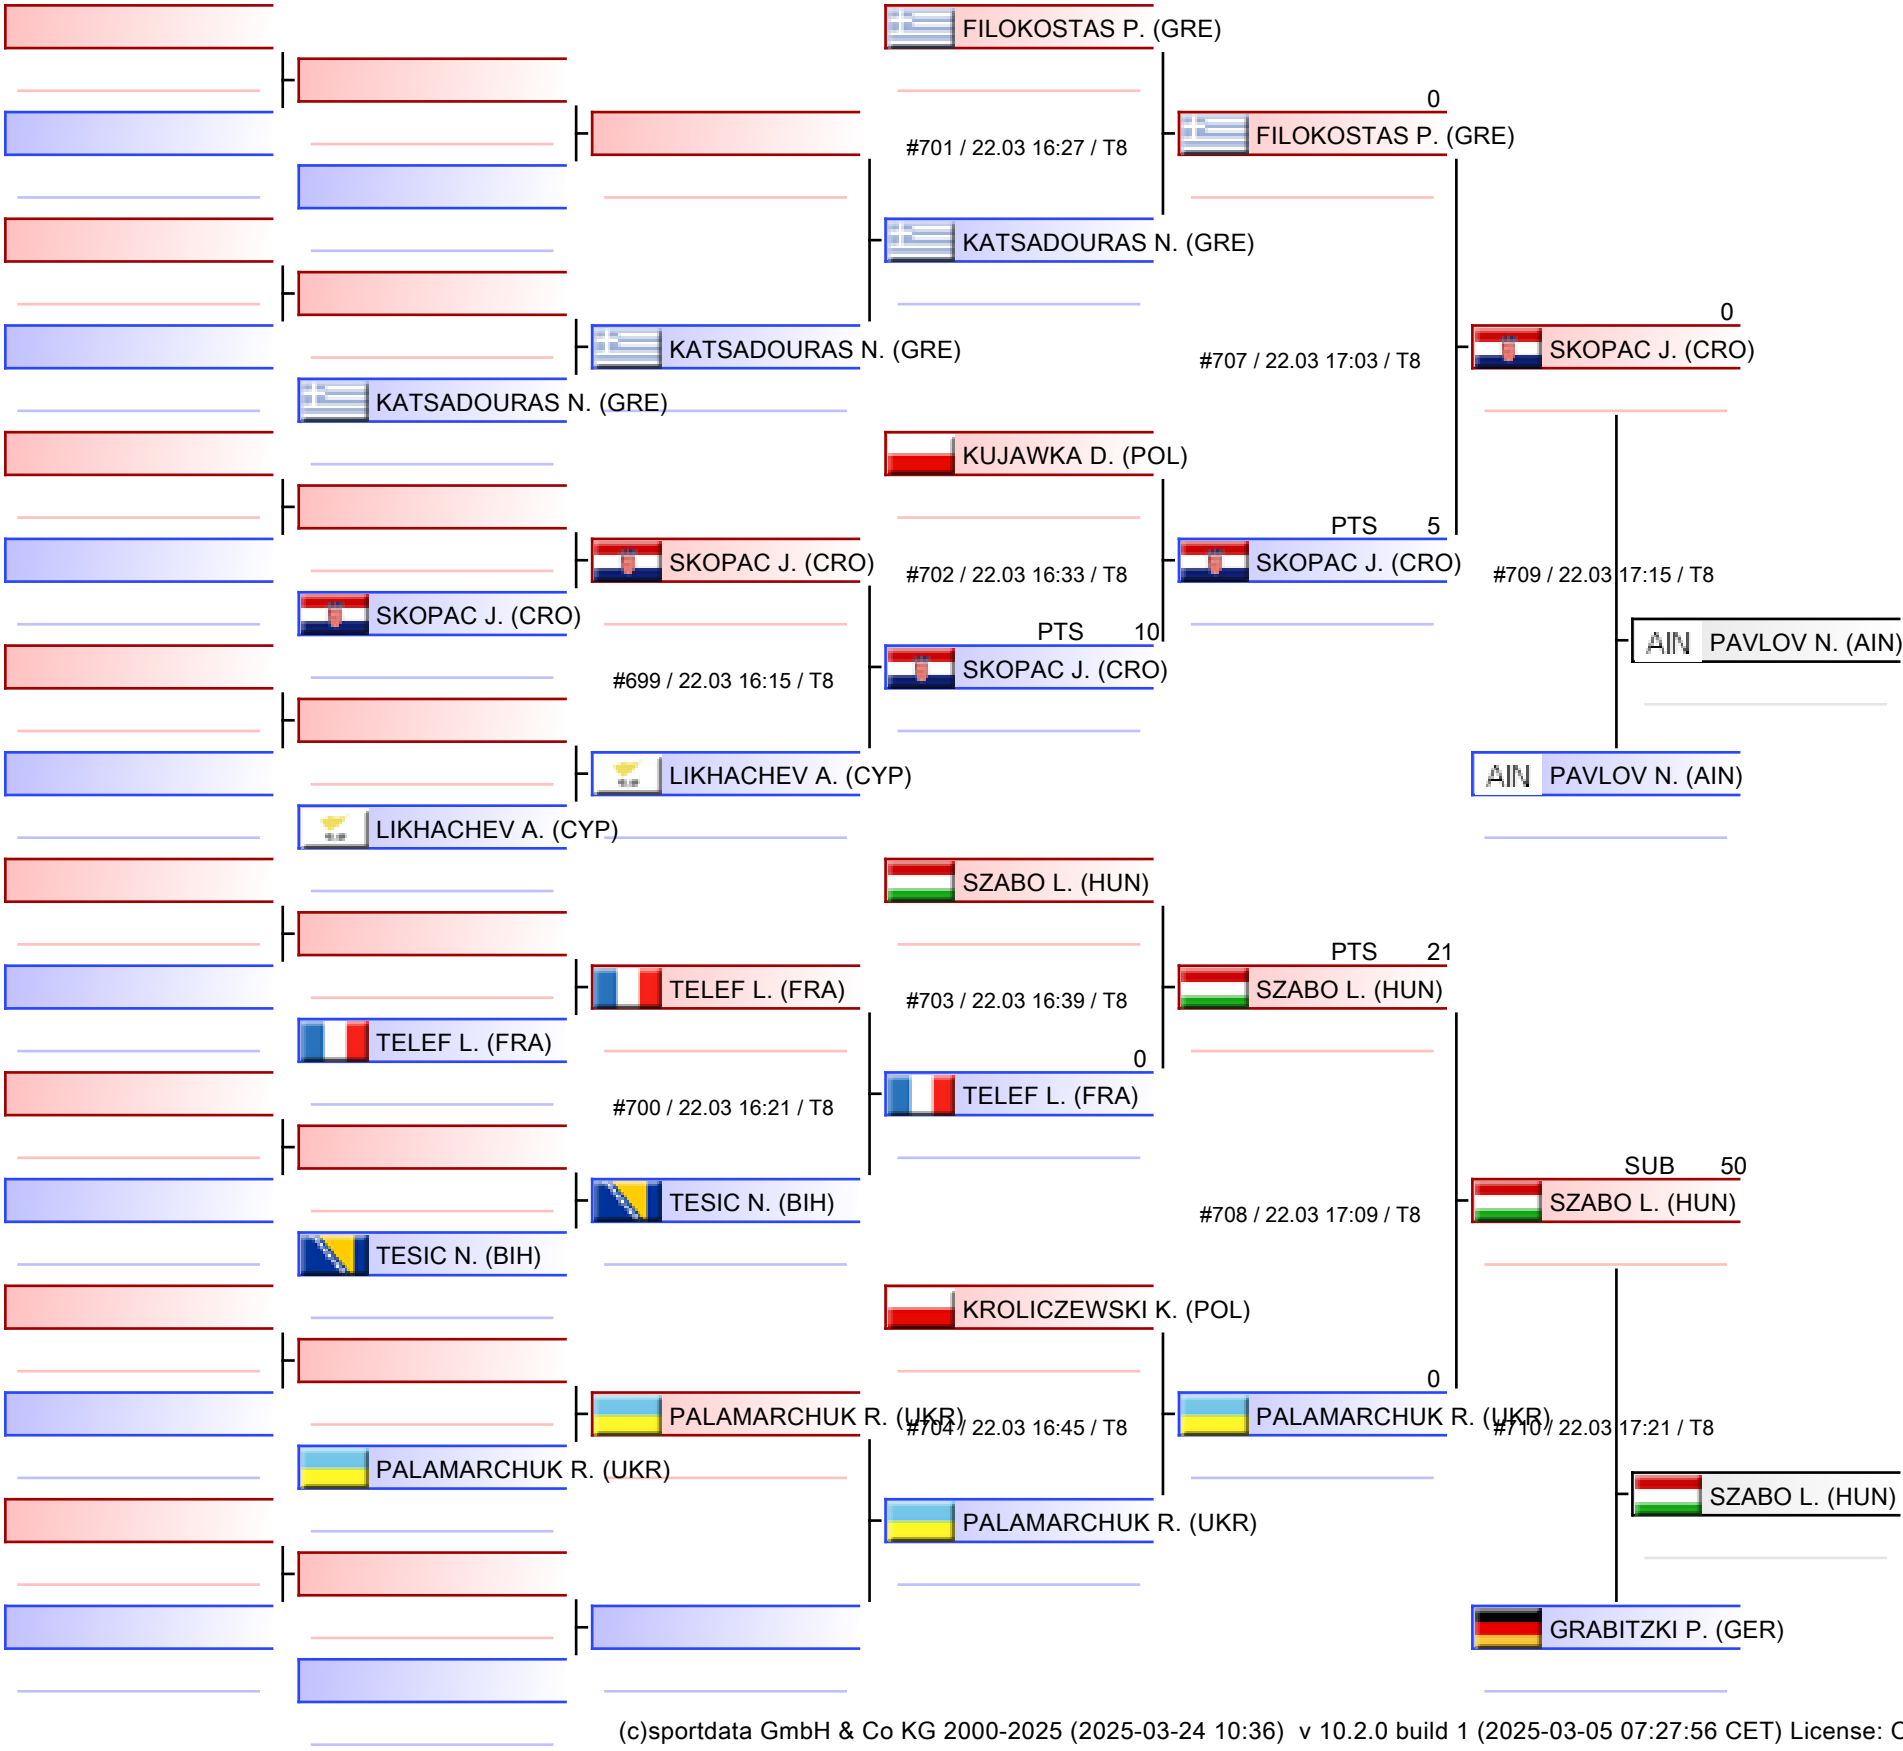 FILOKOSTAS P. (GRE)
0
FILOKOSTAS P. (GRE)
#701 / 22.03 16:27 / T8
KATSADOURAS N. (GRE)
0
KATSADOURAS N. (GRE)
#707 / 22.03 17:03 / T8
SKOPAC J. (CRO)
KATSADOURAS N. (GRE)
KUJAWKA D. (POL)
PTS 5
SKOPAC J. (CRO)
#702 / 22.03 16:33 / T8
SKOPAC J. (CRO)
#709 / 22.03 17:15 / T8
SKOPAC J. (CRO)
PTS 10
AIN PAVLOV N. (AIN)
SKOPAC J. (CRO)
#699 / 22.03 16:15 / T8
LIKHACHEV A. (CYP)
AIN PAVLOV N. (AIN)
LIKHACHEV A. (CYP)
SZABO L. (HUN)
PTS 21
TELEF L. (FRA)
#703 / 22.03 16:39 / T8
SZABO L. (HUN)
TELEF L. (FRA)
0
TELEF L. (FRA)
#700 / 22.03 16:21 / T8
SUB 50
TESIC N. (BIH)
#708 / 22.03 17:09 / T8
SZABO L. (HUN)
TESIC N. (BIH)
KROLICZEWSKI K. (POL)
0
PALAMARCHUK R. (UKR)
#704 / 22.03 16:45 / T8
PALAMARCHUK R. (UKR)
#710 / 22.03 17:21 / T8
PALAMARCHUK R. (UKR)
SZABO L. (HUN)
PALAMARCHUK R. (UKR)
GRABITZKI P. (GER)
(c)sportdata GmbH & Co KG 2000-2025 (2025-03-24 10:36) v 10.2.0 build 1 (2025-03-05 07:27:56 CET) License: